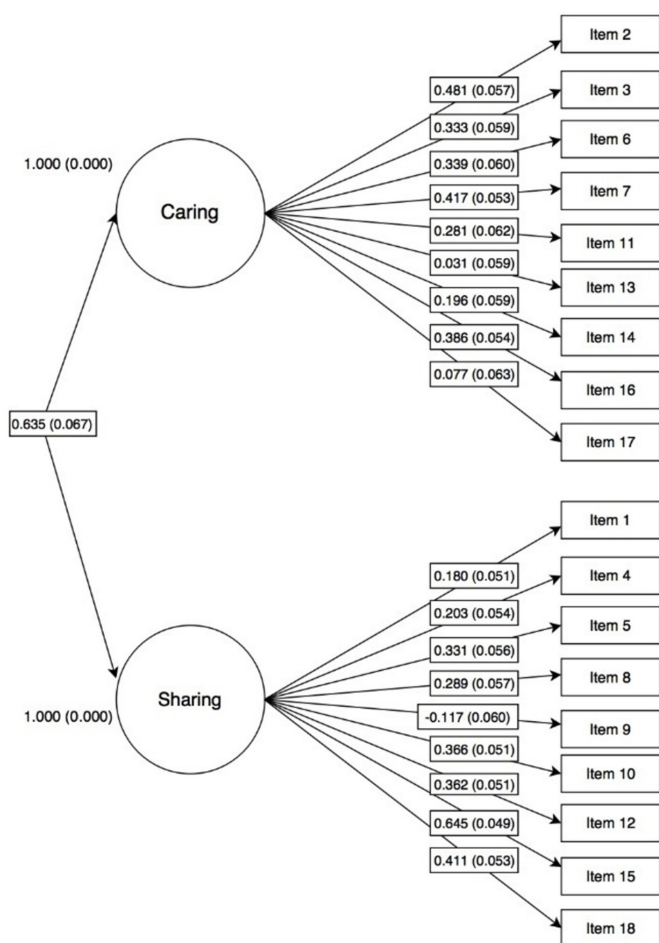 Item 2
0.481 (0.057)
Item 3
0.333 (0.059)
1.000 (0.000)
0.339 (0.060)
Item 6
Caring
0.417 (0.053)
Item 7
0.281 (0.062)
Item 11
0.031 (0.059)
Item 13
0.196 (0.059)
Item 14
0.386 (0.054)
0.077 (0.063)
Item 16
0.635 (0.067)
Item 17
Item 1
0.180 (0.051)
Item 4
0.203 (0.054)
Item 5
0.331 (0.056)
0.289 (0.057)
Item 8
Sharing
1.000 (0.000)
-0.117 (0.060)
Item 9
0.366 (0.051)
Item 10
0.362 (0.051)
Item 12
0.645 (0.049)
0.411 (0.053)
Item 15
Item 18